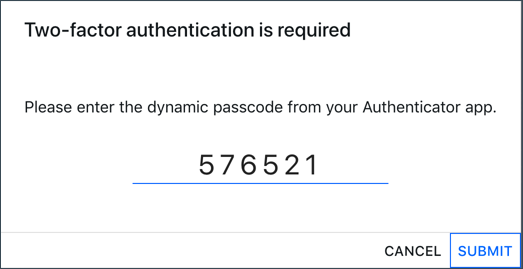 Two-factor authentication is required
Please enter the dynamic passcode from your Authenticator app.
576521
CANCEL SUBMIT